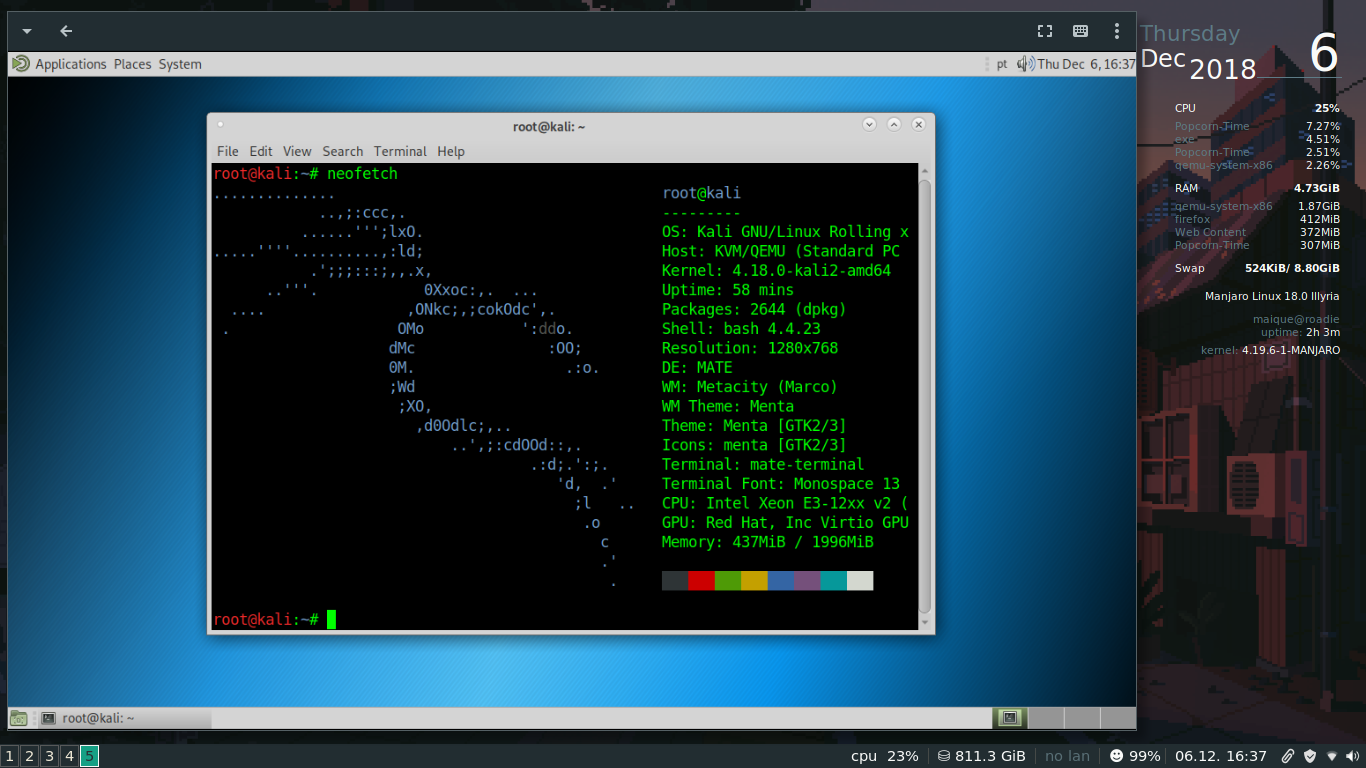 Applications Places System
pt Thu Dec 6, 16:37
root@kali: ~
File Edit View Search Terminal Help
root@kali:~# neofetch
..............
            ..,;:ccc,.                             root@kali
          ......''';lxO.                           ---------
.....''''..........,:ld;                           OS: Kali GNU/Linux Rolling x
           .';;;:::;,,.x,                          Host: KVM/QEMU (Standard PC
      ..'''.            0Xxoc:,.  ...              Kernel: 4.18.0-kali2-amd64
  ....                ,ONkc;,;cokOdc',.            Uptime: 58 mins
 .                   OMo           ':ddo.          Packages: 2644 (dpkg)
                    dMc               :OO;         Shell: bash 4.4.23
                    0M.                 .:o.       Resolution: 1280x768
                    ;Wd                            DE: MATE
                     ;XO,                          WM: Metacity (Marco)
                       ,d0Odlc;,..                 WM Theme: Menta
                           ..',;:cdOOd::,.         Theme: Menta [GTK2/3]
                                    .:d;.':;.      Icons: menta [GTK2/3]
                                       'd,  .'     Terminal: mate-terminal
                                         ;l   ..   Terminal Font: Monospace 13
                                          .o       CPU: Intel Xeon E3-12xx v2 (
                                            c      GPU: Red Hat, Inc Virtio GPU
                                            .'     Memory: 437MiB / 1996MiB
                                             .
root@kali:~#
root@kali: ~
Thursday
Dec 2018 6
CPU 25%
Popcorn-Time 7.27%
exe 4.51%
Popcorn-Time 2.51%
qemu-system-x86 2.26%
RAM 4.73GiB
qemu-system-x86 1.87GiB
firefox 412MiB
Web Content 372MiB
Popcorn-Time 307MiB
Swap 524KiB/ 8.80GiB
Manjaro Linux 18.0 Illyria
maique@roadie
uptime: 2h 3m
kernel: 4.19.6-1-MANJARO
1 2 3 4 5 cpu 23% 811.3 GiB no lan 99% 06.12. 16:37